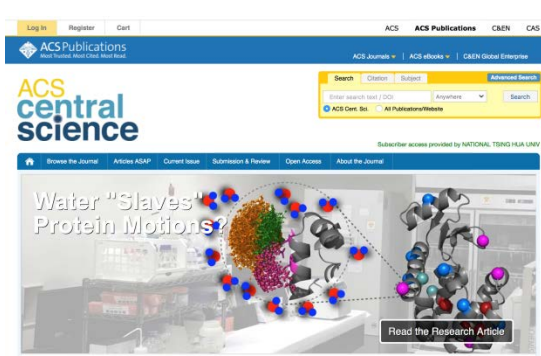 Log In Register Cart ACS ACS Publications C&EN CAS
ACS Publications
Most Trusted. Most Cited. Most Read.
ACS Journals ACS eBooks C&EN Global Enterprise
Search Citation Subject Advanced Search
Enter search text / DOI Anywhere Search
ACS Cent. Sci. All Publications/Website
ACS
central
science
Subscriber access provided by NATIONAL TSING HUA UNIV
Browse the Journal Articles ASAP Current Issue Submission & Review Open Access About the Journal
Water "Slaves"
Protein Motions?
Read the Research Article